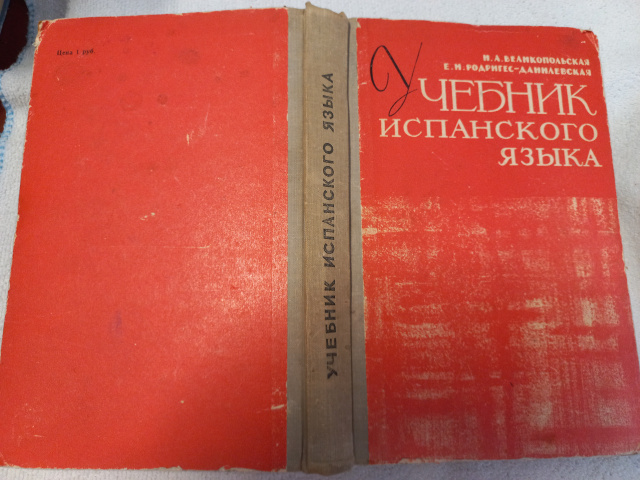 Цена 1 руб.
УЧЕБНИК ИСПАНСКОГО ЯЗЫКА
Н. А. ВЕЛИКОПОЛЬСКАЯ
Е. И. РОДРИГЕС-ДАНИЛЕВСКАЯ
УЧЕБНИК
ИСПАНСКОГО
ЯЗЫКА